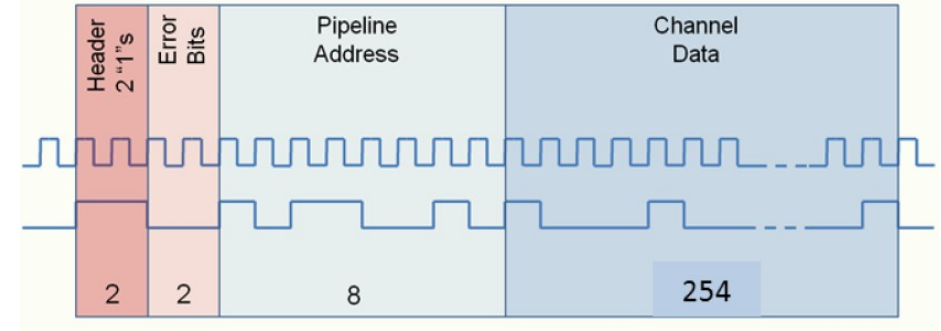 Header
2 "1"s
Error
Bits
Pipeline
Address
Channel
Data
2
2
8
254